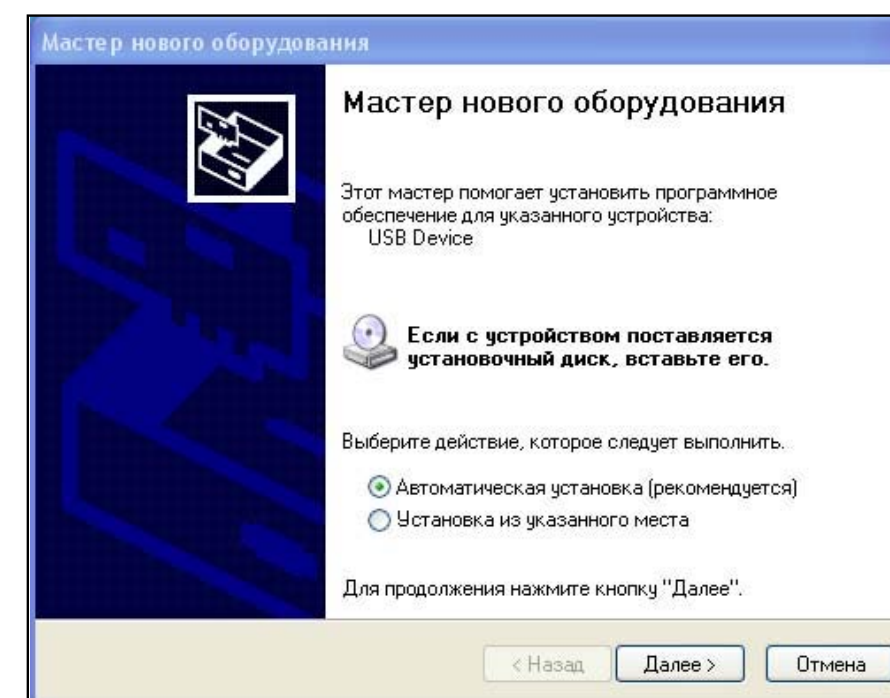 Мастер нового оборудования
Мастер нового оборудования
Этот мастер помогает установить программное
обеспечение для указанного устройства:
USB Device
Если с устройством поставляется
установочный диск, вставьте его.
Выберите действие, которое следует выполнить.
Автоматическая установка (рекомендуется)
Установка из указанного места
Для продолжения нажмите кнопку "Далее".
< Назад Далее > Отмена